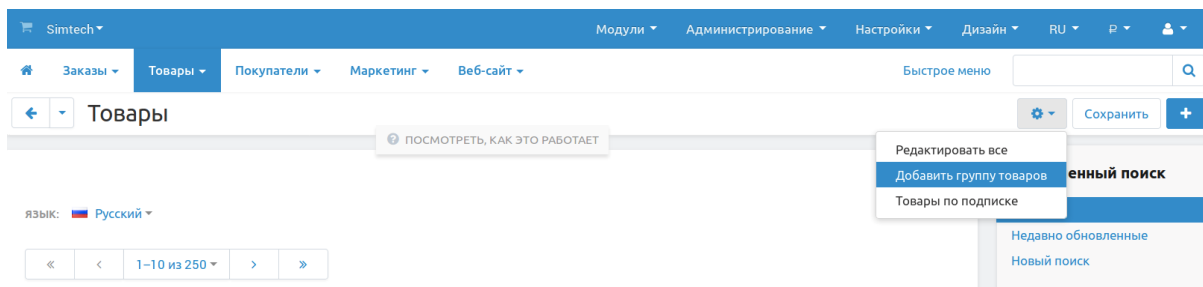 Simtech Модули Администрирование Настройки Дизайн RU ₽
Заказы Товары Покупатели Маркетинг Веб-сайт Быстрое меню
Товары Сохранить +
? ПОСМОТРЕТЬ, КАК ЭТО РАБОТАЕТ
Редактировать все
Добавить группу товаров
Товары по подписке
енный поиск
язык: Русский
Недавно обновленные
Новый поиск
« < 1–10 из 250 > »